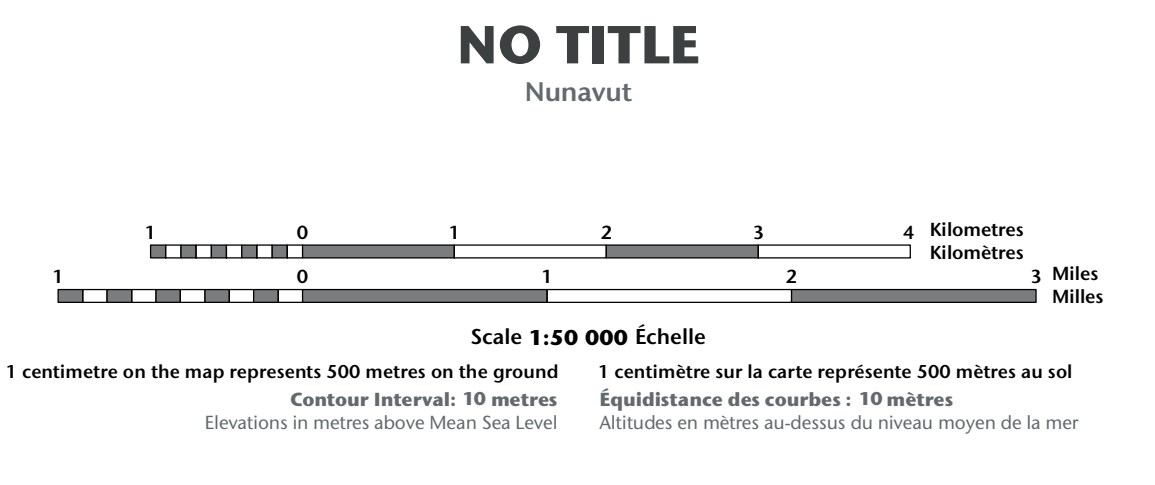 NO TITLE
Nunavut
1 0 1 2 3 4 Kilometres
Kilomètres
1 0 1 2 3 Miles
Milles
Scale 1:50 000 Échelle
1 centimetre on the map represents 500 metres on the ground
Contour Interval: 10 metres
Elevations in metres above Mean Sea Level
1 centimètre sur la carte représente 500 mètres au sol
Équidistance des courbes : 10 mètres
Altitudes en mètres au-dessus du niveau moyen de la mer